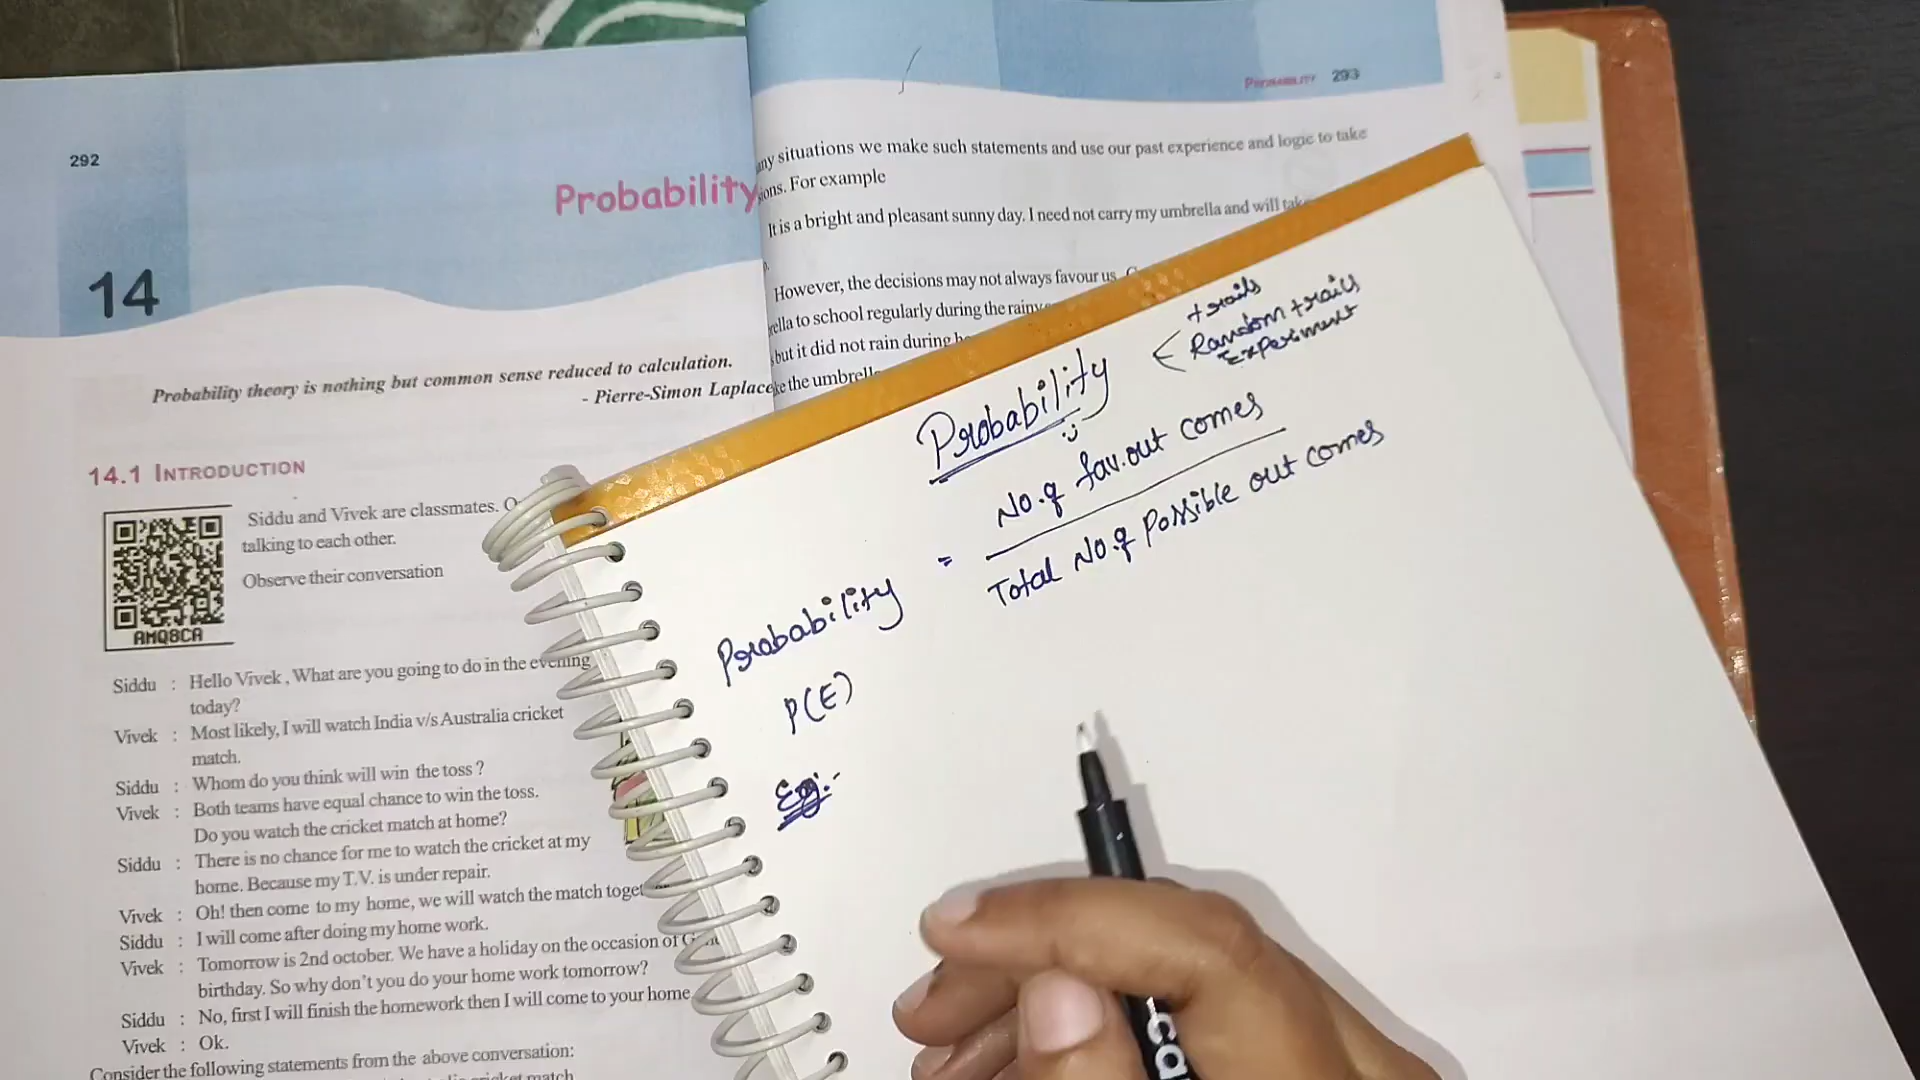 292
Probability
14
Probability theory is nothing but common sense reduced to calculation.
- Pierre-Simon Laplace
14.1 INTRODUCTION
Siddu and Vivek are classmates.
talking to each other.
Observe their conversation
AMQ8CA
Siddu : Hello Vivek , What are you going to do in the evening
today?
Vivek : Most likely, I will watch India v/s Australia cricket
match.
Siddu : Whom do you think will win the toss ?
Vivek : Both teams have equal chance to win the toss.
Do you watch the cricket match at home?
Siddu : There is no chance for me to watch the cricket at my
home. Because my T.V. is under repair.
Vivek : Oh! then come to my home, we will watch the match
Siddu : I will come after doing my home work.
Vivek : Tomorrow is 2nd october. We have a holiday on the occasion of
birthday. So why don't you do your home work tomorrow?
Siddu : No, first I will finish the homework then I will come to your home
Vivek : Ok.
Consider the following statements from the above conversation:
cricket match
PROBABILITY 293
any situations we make such statements and use our past experience and logic to take
ions. For example
It is a bright and pleasant sunny day. I need not carry my umbrella and will take
However, the decisions may not always favour us.
rella to school regularly during the rainy
but it did not rain during
ke the umbrella
Probability
trails
Random trails
Experiment
Probability = No.of fav.out comes
Total No.of Possible out comes
P(E)
Eg:-
ca